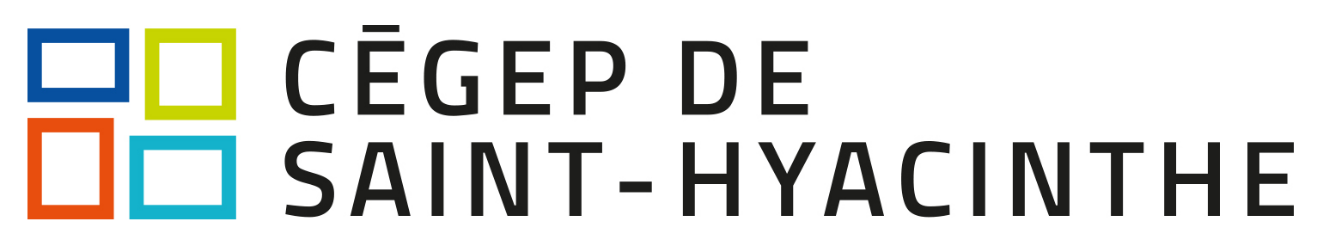 CĒGEP DE
SAINT-HYACINTHE